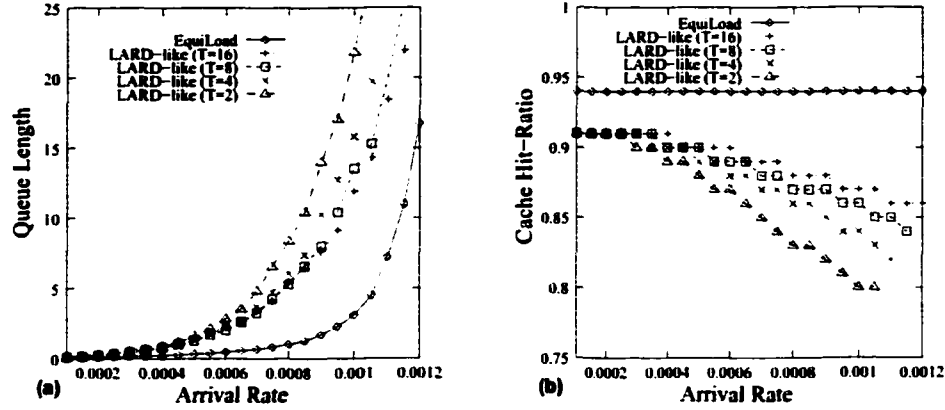 25
20
15
10
5
0
Queue Length
EquiLoad
LARD-like (T=16)
LARD-like (T=8)
LARD-like (T=4)
LARD-like (T=2)
0.0002 0.0004 0.0006 0.0008 0.001 0.0012
(a)
Arrival Rate
1
0.95
0.9
0.85
0.8
0.75
Cache Hit-Ratio
EquiLoad
LARD-like (T=16)
LARD-like (T=8)
LARD-like (T=4)
LARD-like (T=2)
0.0002 0.0004 0.0006 0.0008 0.001 0.0012
(b)
Arrival Rate